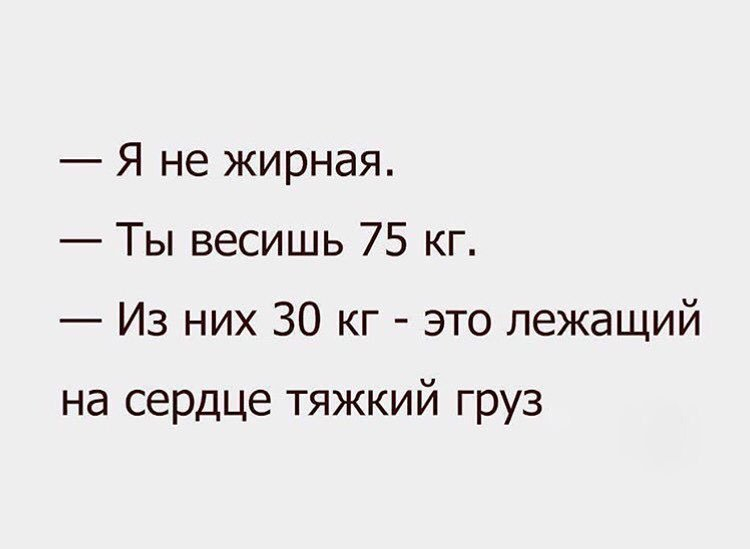 — Я не жирная.
— Ты весишь 75 кг.
— Из них 30 кг - это лежащий
на сердце тяжкий груз